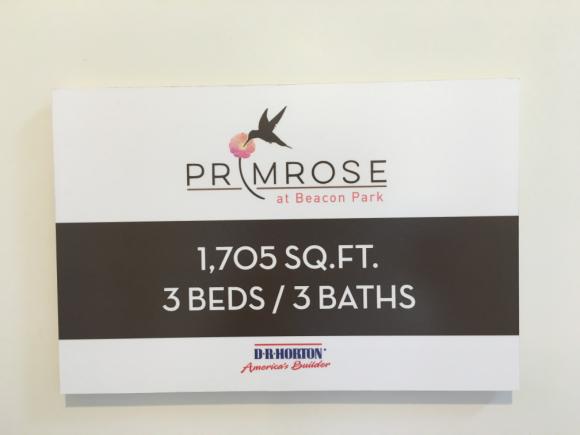 PRIMROSE
at Beacon Park
1,705 SQ.FT.
3 BEDS / 3 BATHS
D·R·HORTON®
America's Builder